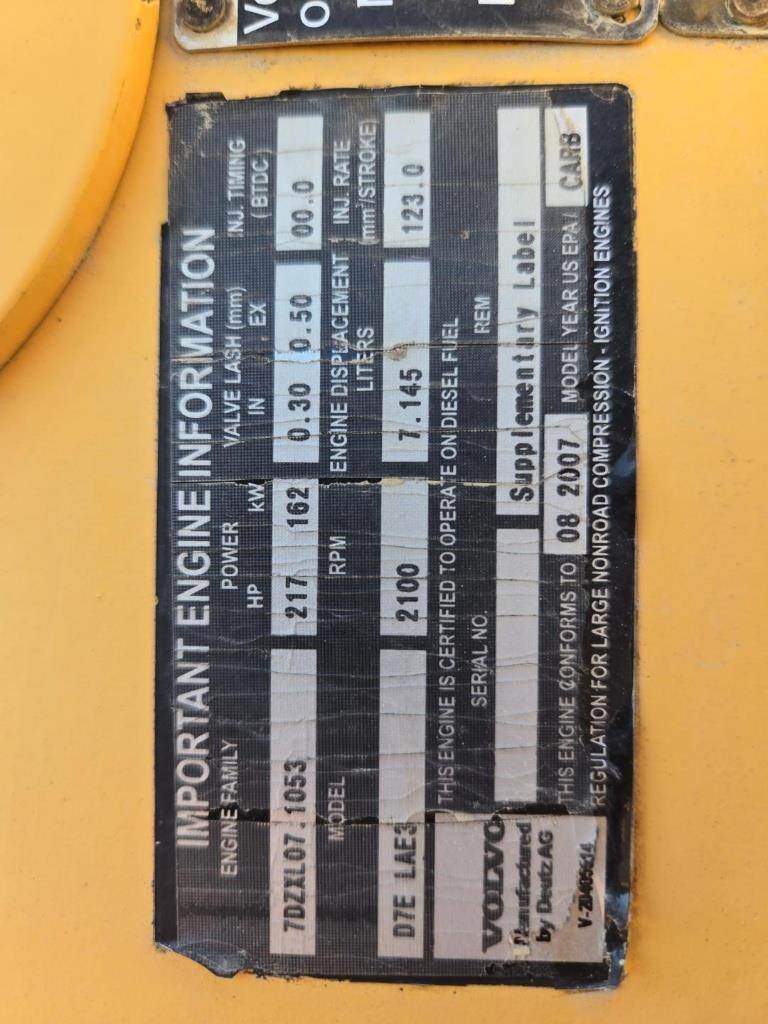 IMPORTANT ENGINE INFORMATION
ENGINE FAMILY POWER VALVE LASH (mm) INJ. TIMING
HP kW IN EX (BTDC)
7DZXL07.1053 217 162 0.30 0.50 00.0
MODEL RPM ENGINE DISPLACEMENT INJ. RATE
LITERS (mm³/STROKE)
D7E LAE3 2100 7.145 123.0
THIS ENGINE IS CERTIFIED TO OPERATE ON DIESEL FUEL
SERIAL NO. REM
Supplementary Label
THIS ENGINE CONFORMS TO 08 2007 MODEL YEAR US EPA/ CARB
REGULATION FOR LARGE NONROAD COMPRESSION - IGNITION ENGINES
VOLVO
Manufactured
by Deutz AG